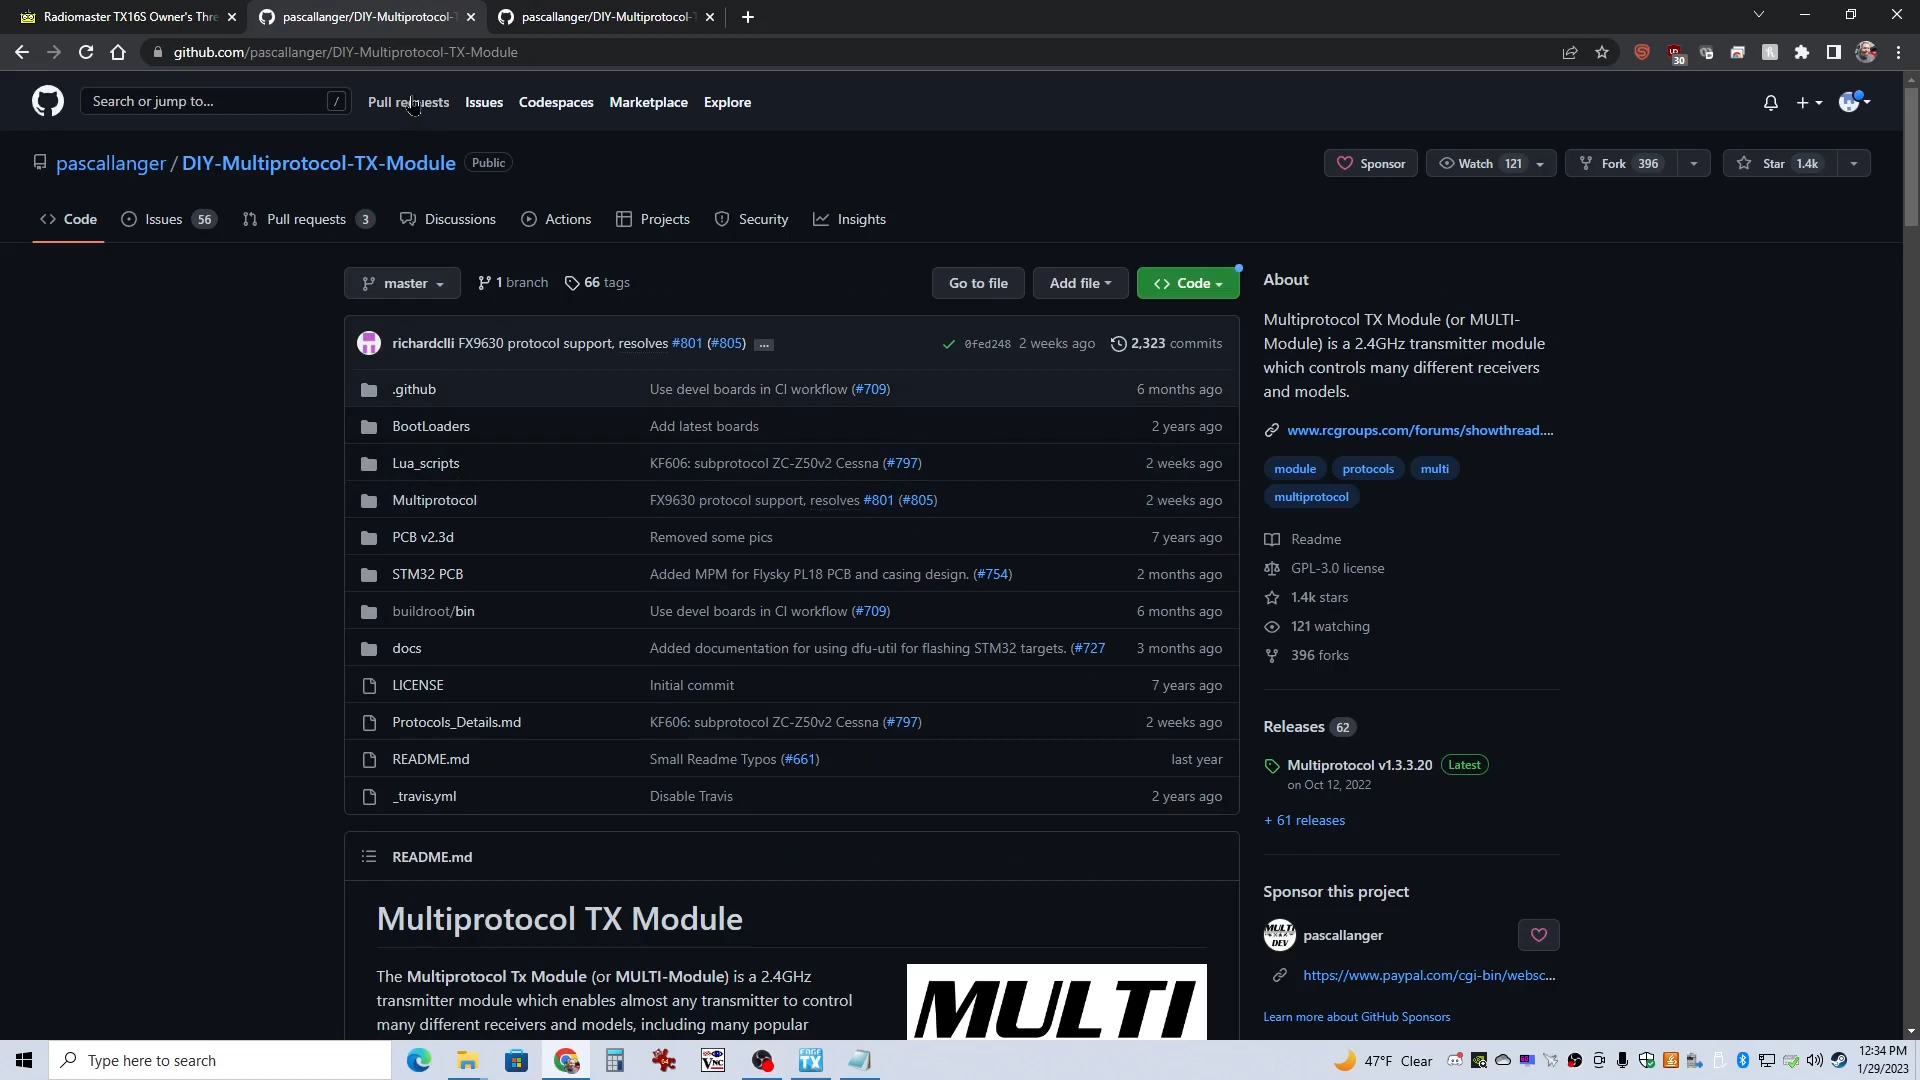 Radiomaster TX16S Owner's Thre
pascallanger/DIY-Multiprotocol-T
pascallanger/DIY-Multiprotocol-T
github.com/pascallanger/DIY-Multiprotocol-TX-Module
30
Search or jump to...
/
Pull requests
Issues
Codespaces
Marketplace
Explore
pascallanger / DIY-Multiprotocol-TX-Module
Public
Sponsor
Watch 121
Fork 396
Star 1.4k
Code
Issues 56
Pull requests 3
Discussions
Actions
Projects
Security
Insights
master
1 branch
66 tags
Go to file
Add file
Code
richardclli FX9630 protocol support, resolves #801 (#805) ...
0fed248 2 weeks ago
2,323 commits
.github
Use devel boards in CI workflow (#709)
6 months ago
BootLoaders
Add latest boards
2 years ago
Lua_scripts
KF606: subprotocol ZC-Z50v2 Cessna (#797)
2 weeks ago
Multiprotocol
FX9630 protocol support, resolves #801 (#805)
2 weeks ago
PCB v2.3d
Removed some pics
7 years ago
STM32 PCB
Added MPM for Flysky PL18 PCB and casing design. (#754)
2 months ago
buildroot/bin
Use devel boards in CI workflow (#709)
6 months ago
docs
Added documentation for using dfu-util for flashing STM32 targets. (#727
3 months ago
LICENSE
Initial commit
7 years ago
Protocols_Details.md
KF606: subprotocol ZC-Z50v2 Cessna (#797)
2 weeks ago
README.md
Small Readme Typos (#661)
last year
_travis.yml
Disable Travis
2 years ago
README.md
Multiprotocol TX Module
The Multiprotocol Tx Module (or MULTI-Module) is a 2.4GHz
transmitter module which enables almost any transmitter to control
many different receivers and models, including many popular
MULTI
About
Multiprotocol TX Module (or MULTI-
Module) is a 2.4GHz transmitter module
which controls many different receivers
and models.
www.rcgroups.com/forums/showthread....
module
protocols
multi
multiprotocol
Readme
GPL-3.0 license
1.4k stars
121 watching
396 forks
Releases 62
Multiprotocol v1.3.3.20 Latest
on Oct 12, 2022
+ 61 releases
Sponsor this project
MULTI
DEV
pascallanger
https://www.paypal.com/cgi-bin/websc...
Learn more about GitHub Sponsors
Type here to search
47°F Clear
12:34 PM
1/29/2023